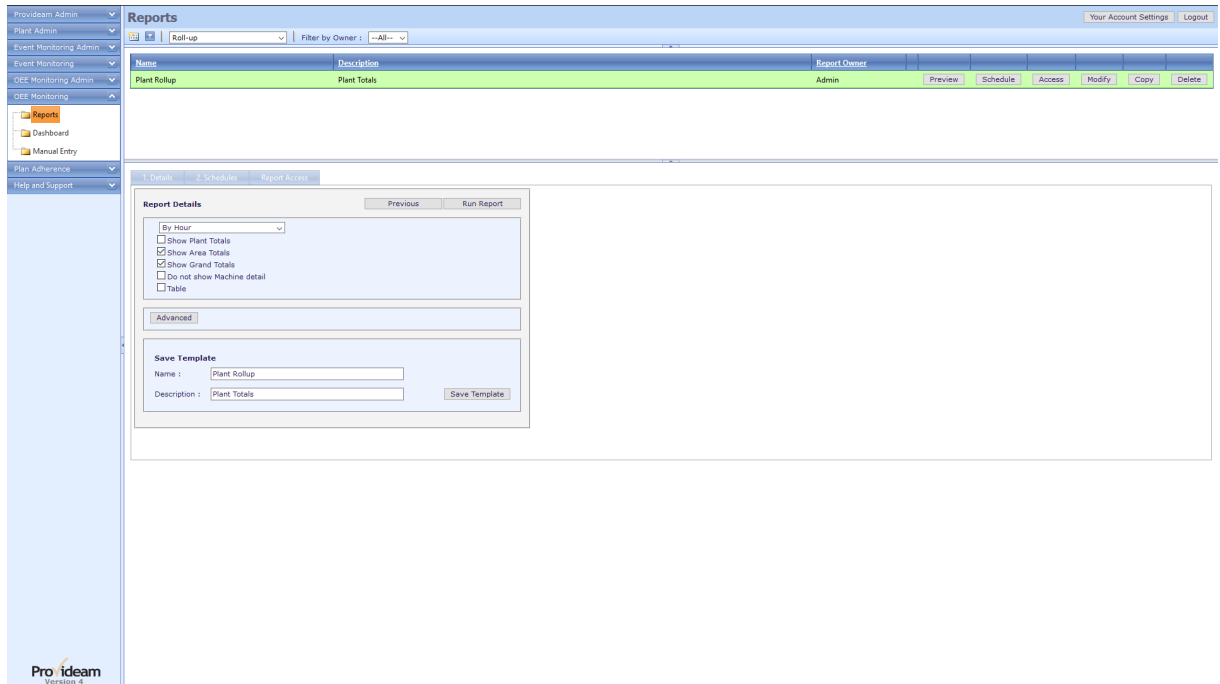 Provideam Admin
Plant Admin
Event Monitoring Admin
Event Monitoring
OEE Monitoring Admin
OEE Monitoring
Reports
Dashboard
Manual Entry
Plan Adherence
Help and Support
Provideam
Version 4
Reports
Your Account Settings Logout
Roll-up Filter by Owner : --All--
Name Description Report Owner
Plant Rollup Plant Totals Admin Preview Schedule Access Modify Copy Delete
1. Details 2. Schedules Report Access
Report Details Previous Run Report
By Hour
Show Plant Totals
Show Area Totals
Show Grand Totals
Do not show Machine detail
Table
Advanced
Save Template
Name : Plant Rollup
Description : Plant Totals Save Template